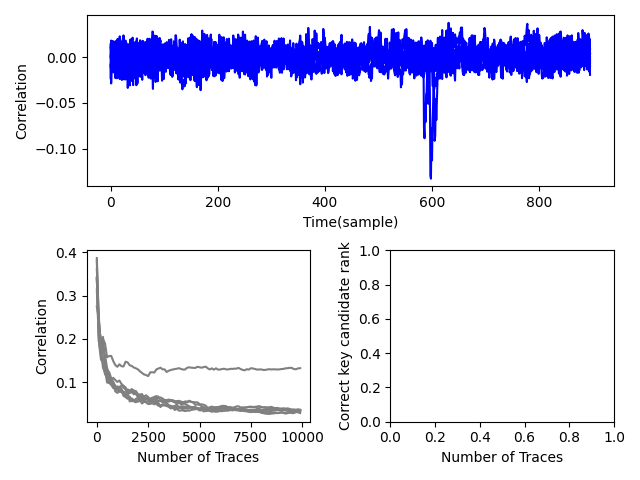 0.00
−0.05
−0.10
Correlation
0 200 400 600 800
Time(sample)
0.4
0.3
0.2
0.1
Correlation
0 2500 5000 7500 10000
Number of Traces
1.0
0.8
0.6
0.4
0.2
0.0
Correct key candidate rank
0.0 0.2 0.4 0.6 0.8 1.0
Number of Traces